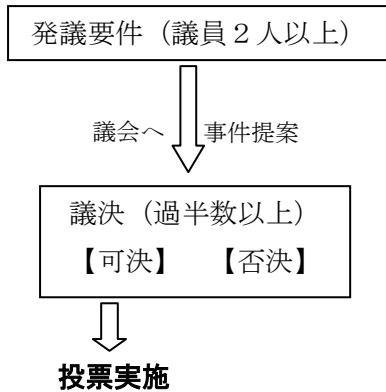 発議要件（議員２人以上）
議会へ 事件提案
議決（過半数以上）
【可決】 【否決】
投票実施